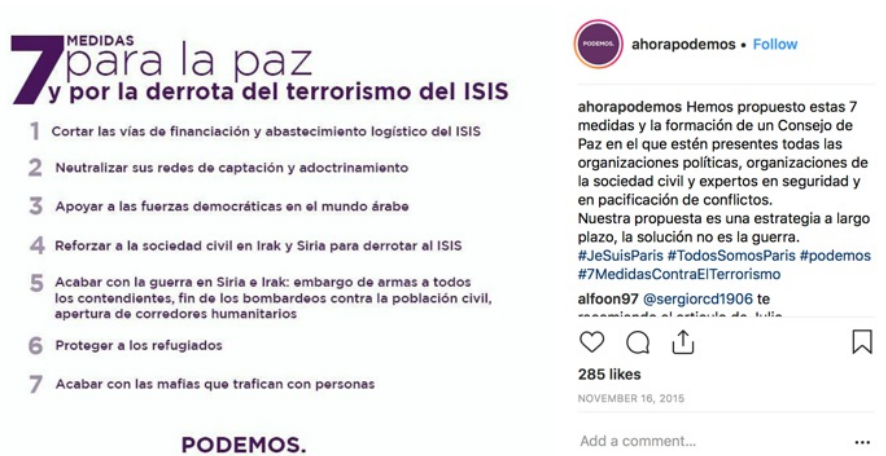 7 MEDIDAS
para la paz
y por la derrota del terrorismo del ISIS
1 Cortar las vías de financiación y abastecimiento logístico del ISIS
2 Neutralizar sus redes de captación y adoctrinamiento
3 Apoyar a las fuerzas democráticas en el mundo árabe
4 Reforzar a la sociedad civil en Irak y Siria para derrotar al ISIS
5 Acabar con la guerra en Siria e Irak: embargo de armas a todos
los contendientes, fin de los bombardeos contra la población civil,
apertura de corredores humanitarios
6 Proteger a los refugiados
7 Acabar con las mafias que trafican con personas
PODEMOS.
PODEMOS.
ahorapodemos • Follow
ahorapodemos Hemos propuesto estas 7
medidas y la formación de un Consejo de
Paz en el que estén presentes todas las
organizaciones políticas, organizaciones de
la sociedad civil y expertos en seguridad y
en pacificación de conflictos.
Nuestra propuesta es una estrategia a largo
plazo, la solución no es la guerra.
#JeSuisParis #TodosSomosParis #podemos
#7MedidasContraElTerrorismo
alfoon97 @sergiorcd1906 te
285 likes
NOVEMBER 16, 2015
Add a comment...